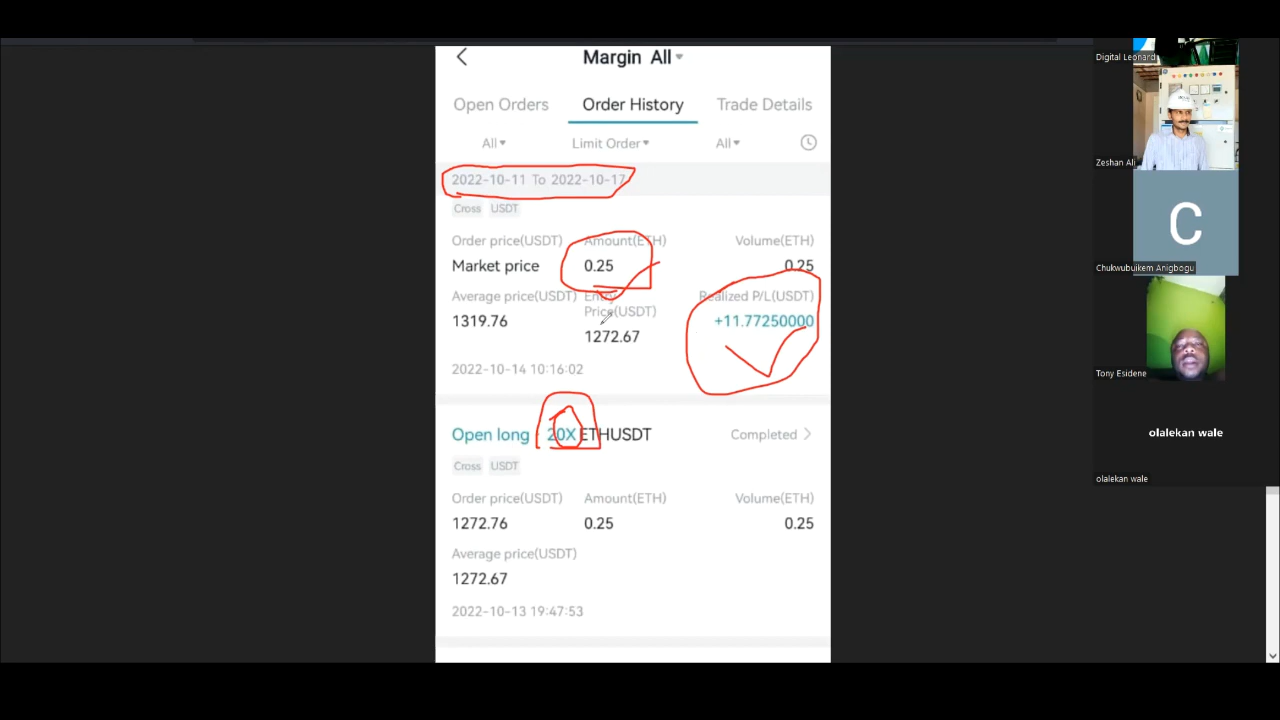 Margin All
Open Orders Order History Trade Details
All Limit Order All
2022-10-11 To 2022-10-17
Cross USDT
Order price(USDT) Amount(ETH) Volume(ETH)
Market price 0.25 0.25
Average price(USDT) Entry Price(USDT) Realized P/L(USDT)
1319.76 1272.67 +11.77250000
2022-10-14 10:16:02
Open long 20X ETHUSDT Completed
Cross USDT
Order price(USDT) Amount(ETH) Volume(ETH)
1272.76 0.25 0.25
Average price(USDT)
1272.67
2022-10-13 19:47:53
Digital Leonard
Zeshan Ali
C
Chukwubuikem Anigbogu
Tony Esidene
olalekan wale
olalekan wale